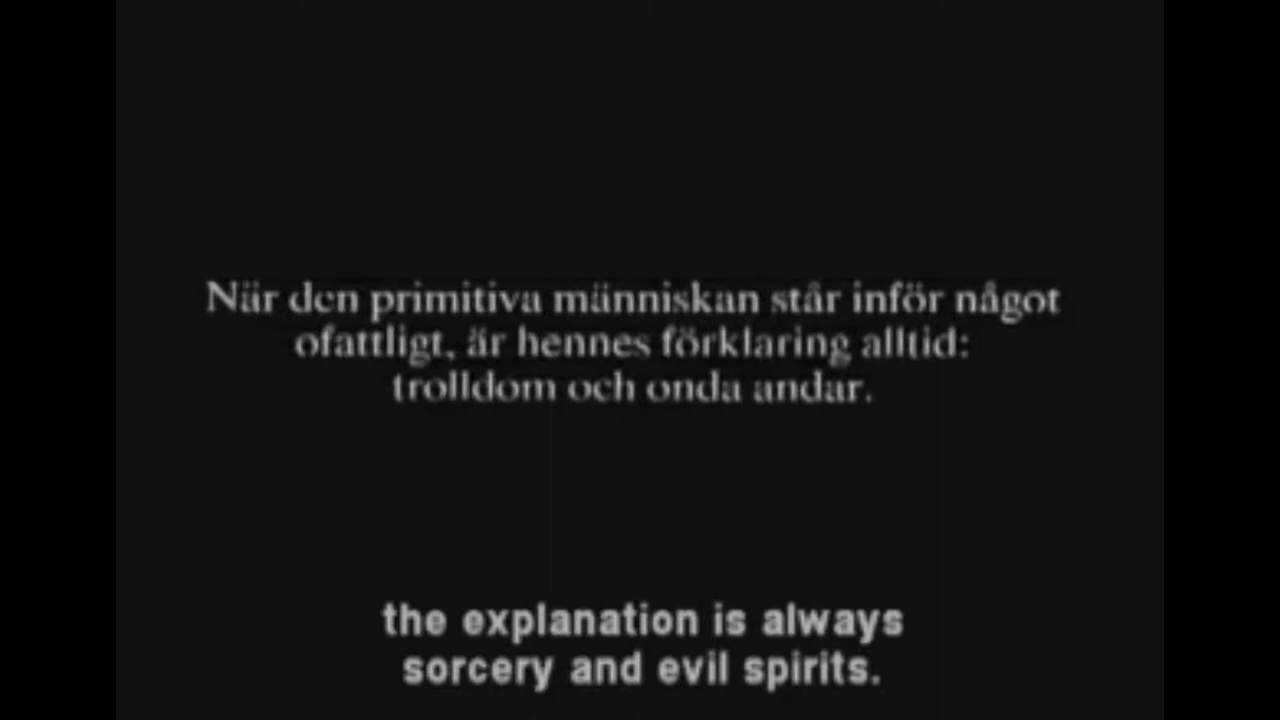 När den primitiva människan står inför något
ofattligt, är hennes förklaring alltid:
trolldom och onda andar.
the explanation is always
sorcery and evil spirits.